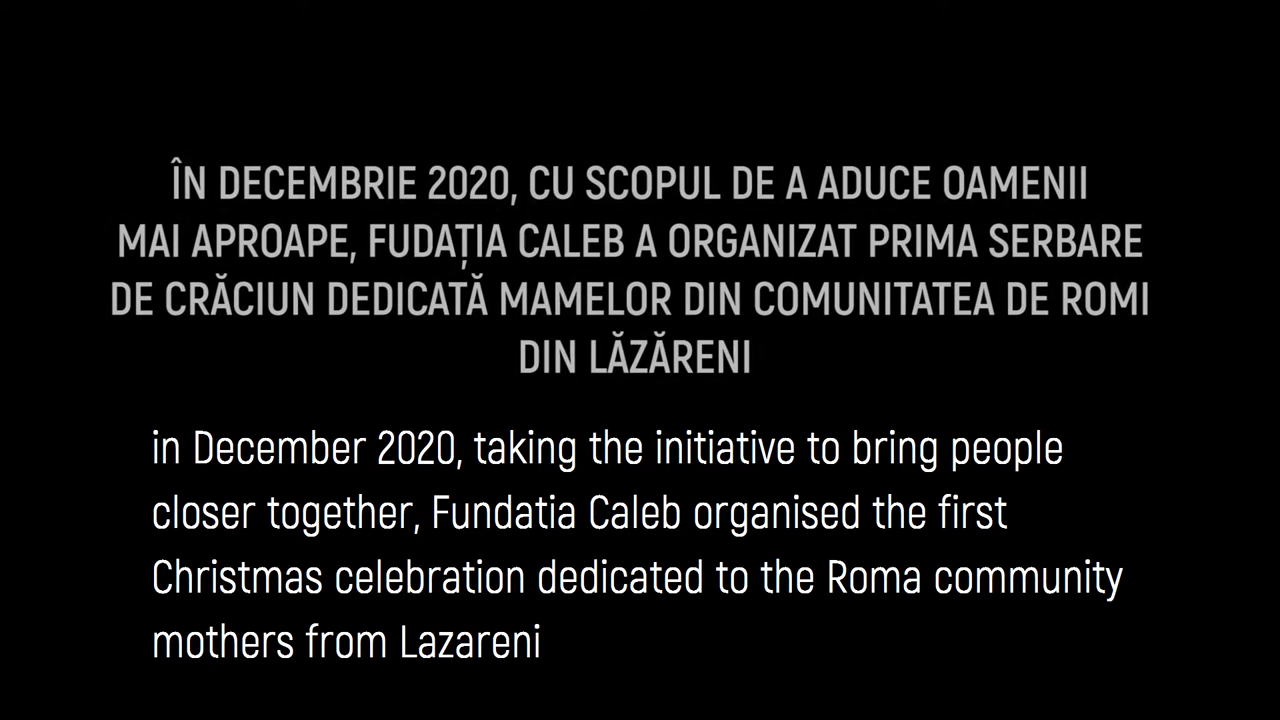 ÎN DECEMBRIE 2020, CU SCOPUL DE A ADUCE OAMENII
MAI APROAPE, FUDAȚIA CALEB A ORGANIZAT PRIMA SERBARE
DE CRĂCIUN DEDICATĂ MAMELOR DIN COMUNITATEA DE ROMI
DIN LĂZĂRENI
in December 2020, taking the initiative to bring people
closer together, Fundatia Caleb organised the first
Christmas celebration dedicated to the Roma community
mothers from Lazareni